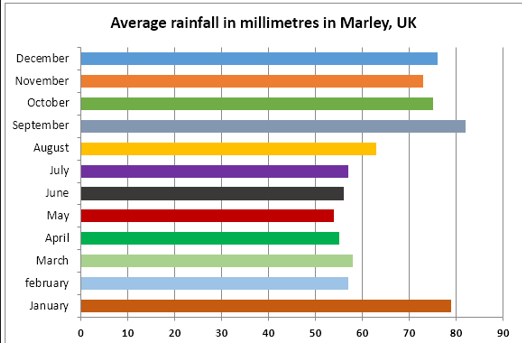 Average rainfall in millimetres in Marley, UK
December
November
October
September
August
July
June
May
April
March
february
January
0 10 20 30 40 50 60 70 80 90